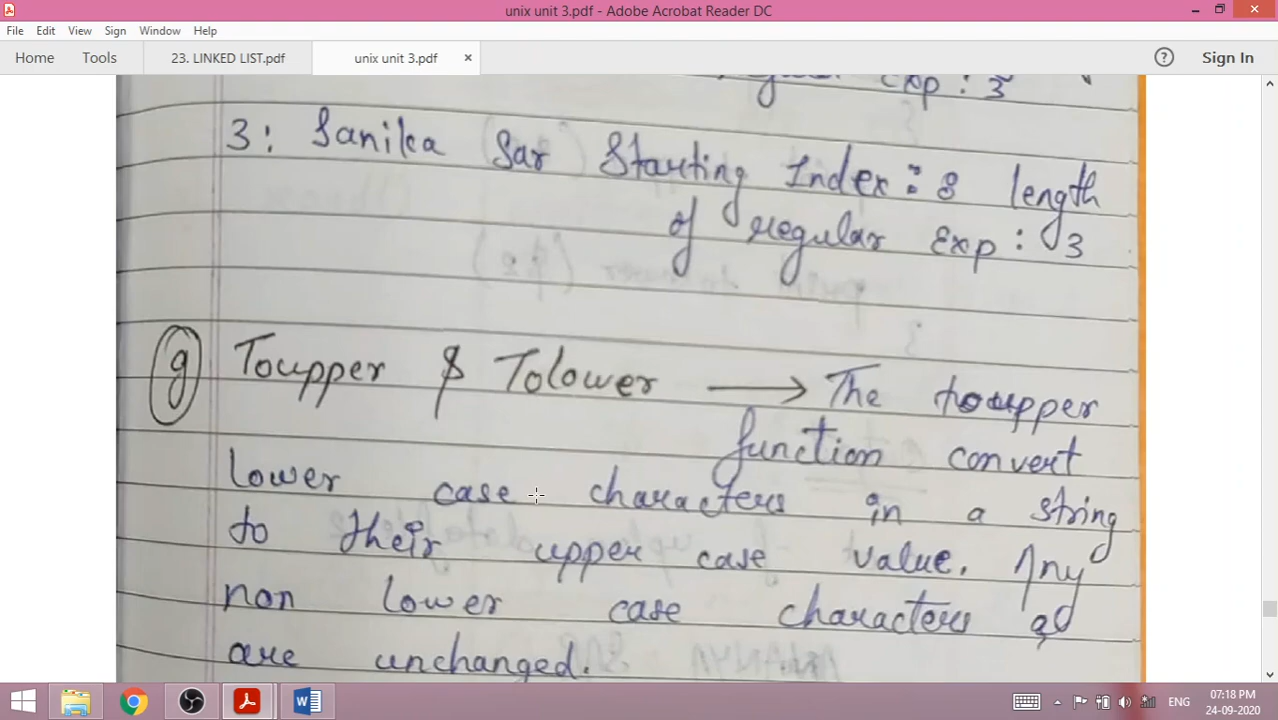 unix unit 3.pdf - Adobe Acrobat Reader DC
File Edit View Sign Window Help
Home Tools 23. LINKED LIST.pdf unix unit 3.pdf × ? Sign In
Exp : 3
3: Sanika Sar Starting Index : 8 length
of regular Exp : 3
g Toupper & Tolower → The toupper
function convert
lower case characters in a string
to their upper case value. Any
non lower case characters
are unchanged.
ENG 07:18 PM
24-09-2020